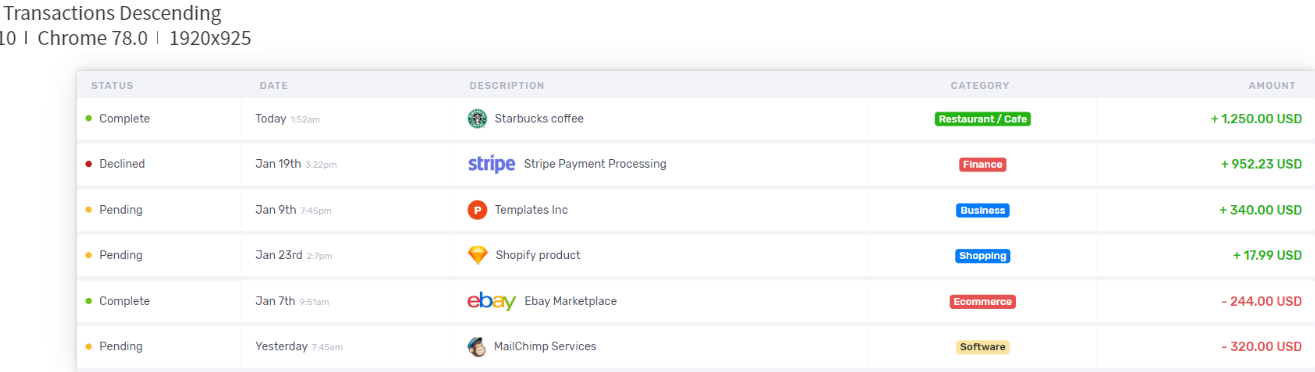 Transactions Descending
10 | Chrome 78.0 | 1920x925
STATUS DATE DESCRIPTION CATEGORY AMOUNT
Complete Today 1:52am Starbucks coffee Restaurant / Cafe + 1,250.00 USD
Declined Jan 19th 3:22pm stripe Stripe Payment Processing Finance + 952.23 USD
Pending Jan 9th 7:45pm P Templates Inc Business + 340.00 USD
Pending Jan 23rd 2:7pm Shopify product Shopping + 17.99 USD
Complete Jan 7th 9:51am ebay Ebay Marketplace Ecommerce - 244.00 USD
Pending Yesterday 7:45am MailChimp Services Software - 320.00 USD